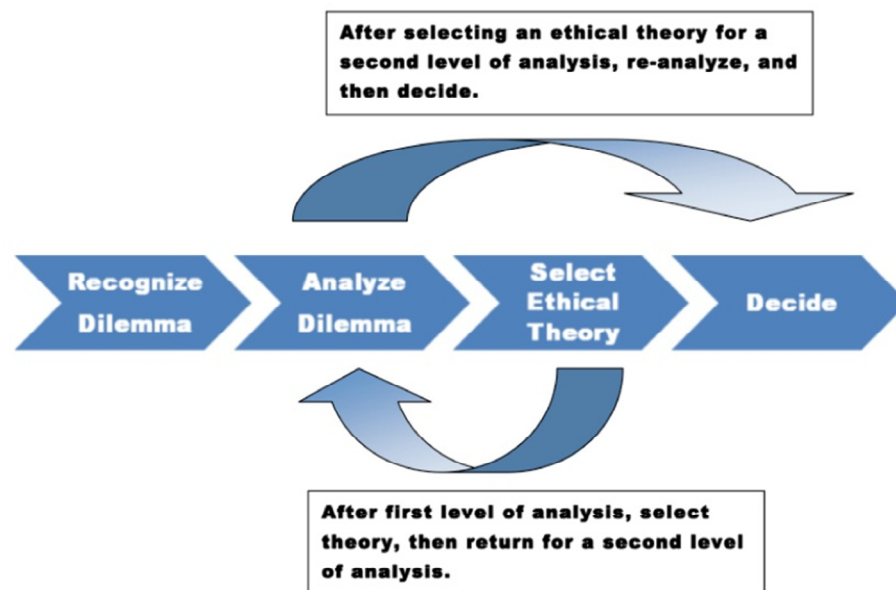 After selecting an ethical theory for a
second level of analysis, re-analyze, and
then decide.
Recognize
Dilemma
Analyze
Dilemma
Select
Ethical
Theory
Decide
After first level of analysis, select
theory, then return for a second level
of analysis.